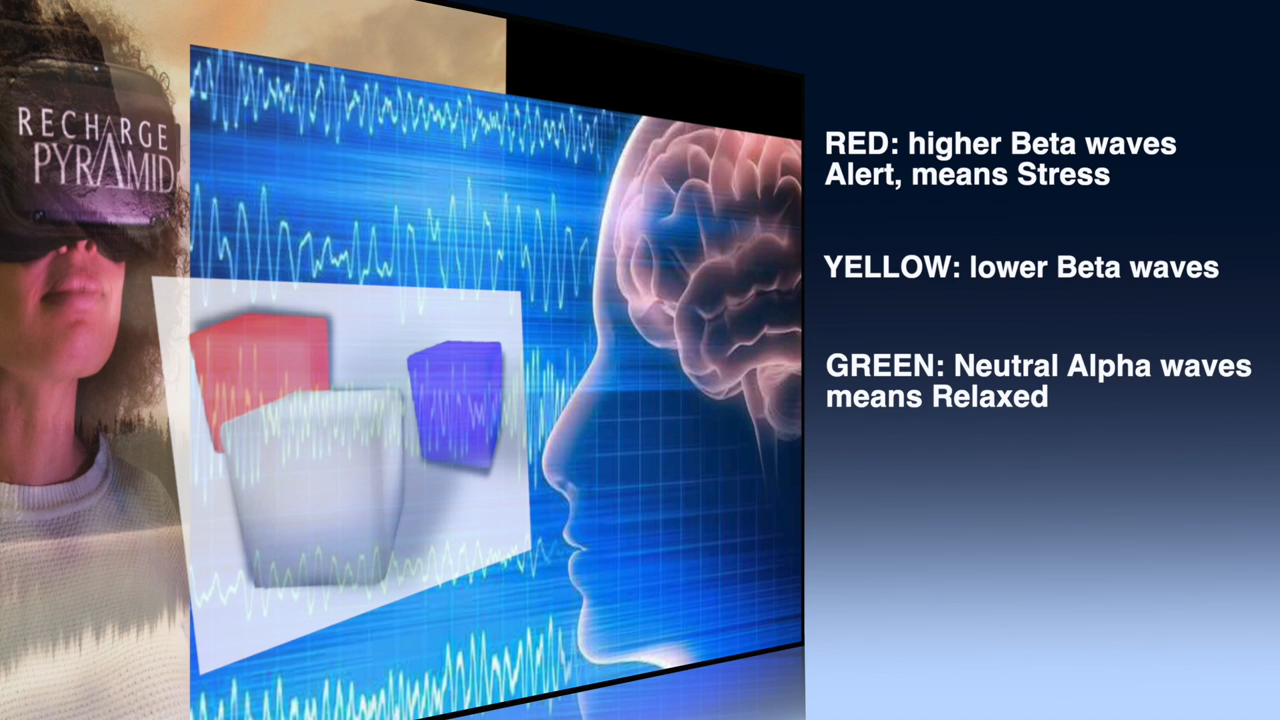 RECHARGE
PYRAMID
RED: higher Beta waves
Alert, means Stress
YELLOW: lower Beta waves
GREEN: Neutral Alpha waves
means Relaxed